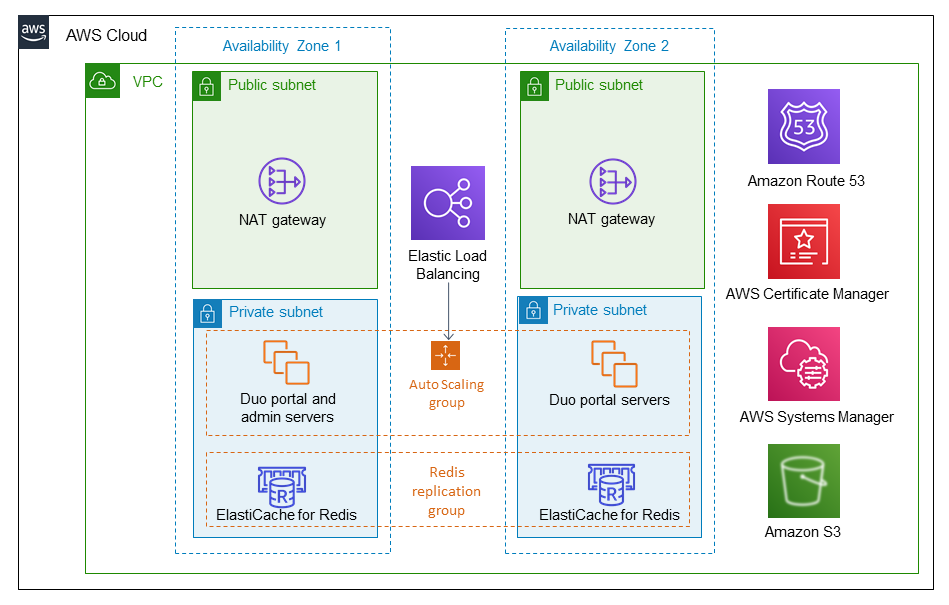 aws
AWS Cloud
Availability Zone 1
Availability Zone 2
VPC
Public subnet
Public subnet
53
Amazon Route 53
NAT gateway
NAT gateway
Elastic Load
Balancing
AWS Certificate Manager
Private subnet
Private subnet
Auto Scaling
group
Duo portal and
admin servers
Duo portal servers
AWS Systems Manager
Redis
replication
group
R
ElastiCache for Redis
R
ElastiCache for Redis
Amazon S3